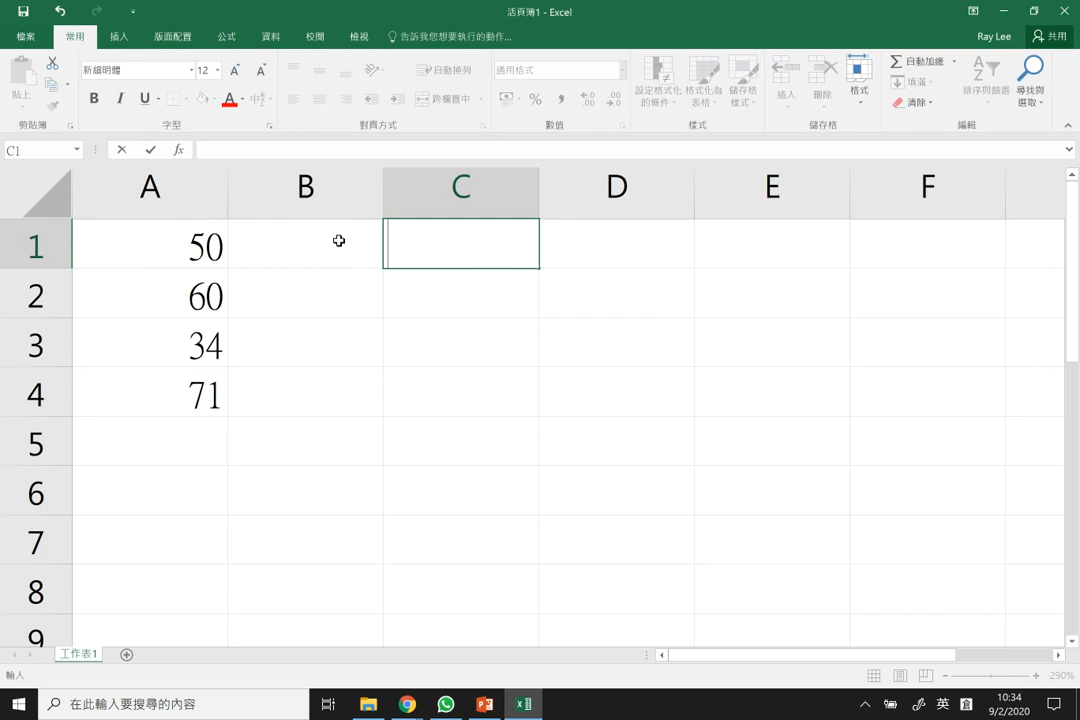 活頁簿1 - Excel
檔案 常用 插入 版面配置 公式 資料 校閱 檢視 告訴我您想要執行的動作... Ray Lee 共用
貼上 新細明體 12 A A 自動換列 通用格式 設定格式化的條件 格式化為表格 儲存格樣式 插入 刪除 格式 自動加總 填滿 清除 排序與篩選 尋找與選取
B I U A 中 跨欄置中 $ % , .00 .0
剪貼簿 字型 對齊方式 數值 樣式 儲存格 編輯
C1 fx
A B C D E F
1 50
2 60
3 34
4 71
5
6
7
8
9
工作表1
輸入 290%
在此輸入要搜尋的內容 英 10:34
9/2/2020